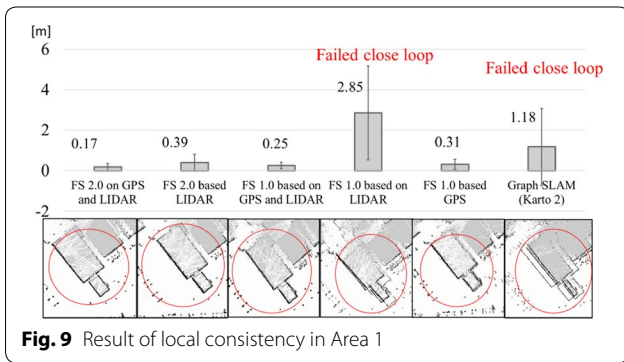 [m]
6
Failed close loop
Failed close loop
4
2.85
2
0.17
0.39
0.25
0.31
1.18
0
FS 2.0 on GPS and LIDAR
FS 2.0 based LIDAR
FS 1.0 based on GPS and LIDAR
FS 1.0 based on LIDAR
FS 1.0 based GPS
Graph SLAM (Karto 2)
-2
Fig. 9 Result of local consistency in Area 1